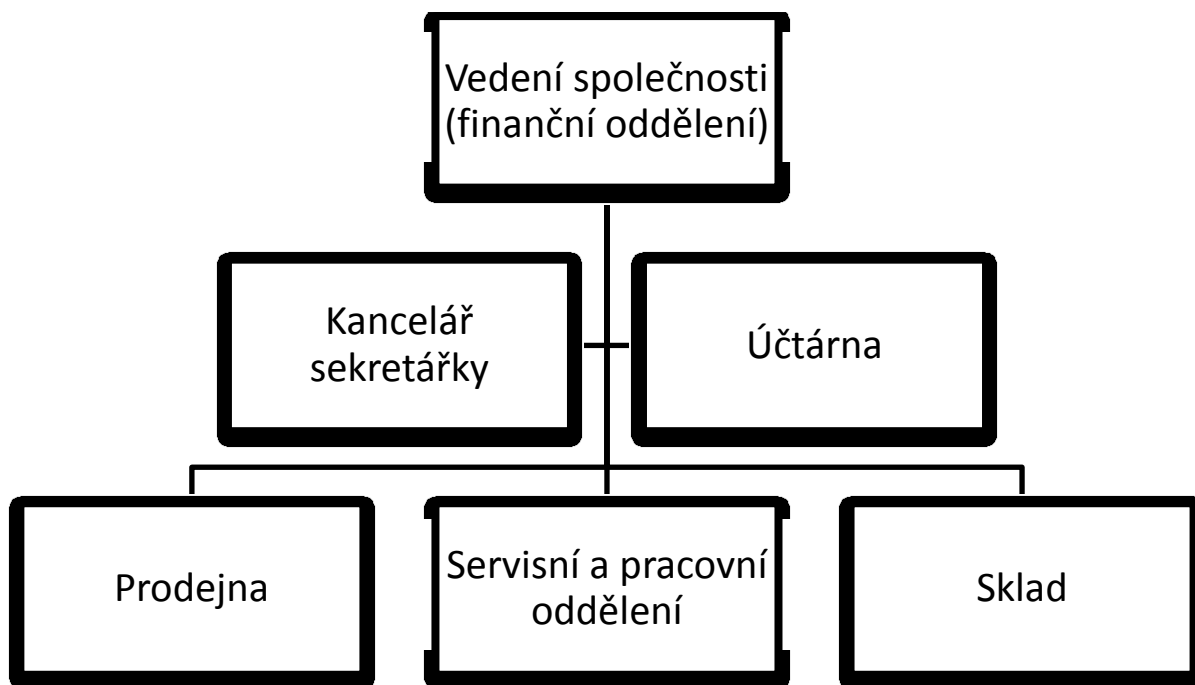 Vedení společnosti
(finanční oddělení)
Kancelář
sekretářky
Účtárna
Prodejna
Servisní a pracovní
oddělení
Sklad